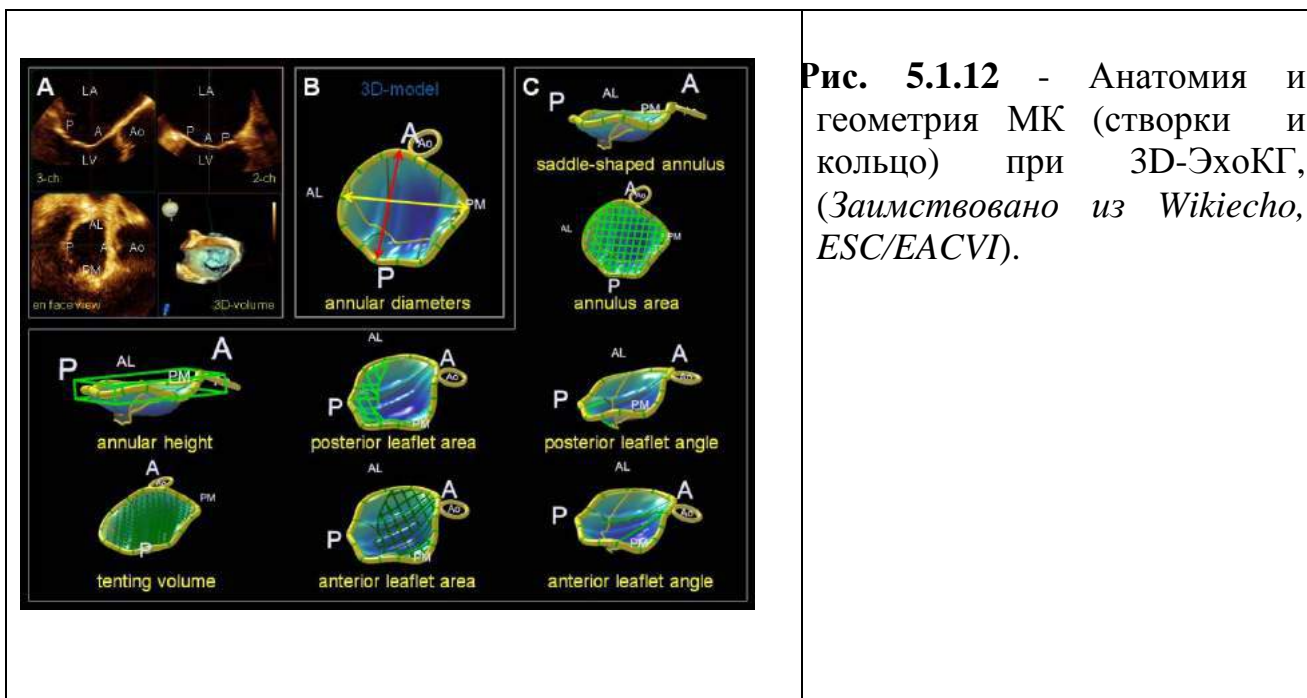 A
LA
P
A
Ao
LV
3-ch
LA
P
A
P
LV
2-ch
AL
P
A
Ao
PM
en face view
3D-volume
B
3D-model
A
Ao
AL
PM
P
annular diameters
C
P
AL
PM
A
saddle-shaped annulus
A
Ao
AL
PM
P
annulus area
P
AL
PM
A
annular height
AL
A
Ao
P
PM
posterior leaflet area
AL
A
Ao
P
PM
posterior leaflet angle
A
Ao
PM
P
tenting volume
AL
A
Ao
P
PM
anterior leaflet area
AL
A
Ao
P
PM
anterior leaflet angle
Рис. 5.1.12 - Анатомия и
геометрия МК (створки и
кольцо) при 3D-ЭхоКГ,
(Заимствовано из Wikiecho,
ESC/EACVI).